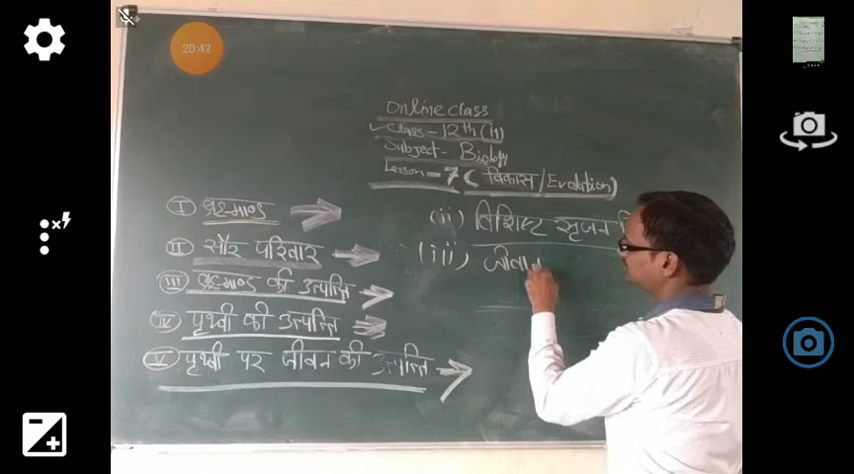 20:42
Online class
Class - 12th (H)
Subject - Biology
Lesson - 7 ( विकास/Evolution)
I ब्रह्माण्ड
II सौर परिवार
III ब्रह्माण्ड की उत्पत्ति
IV पृथ्वी की उत्पत्ति
V पृथ्वी पर जीवन की उत्पत्ति
(ii) विशिष्ट सृजन
(iii) जीवा